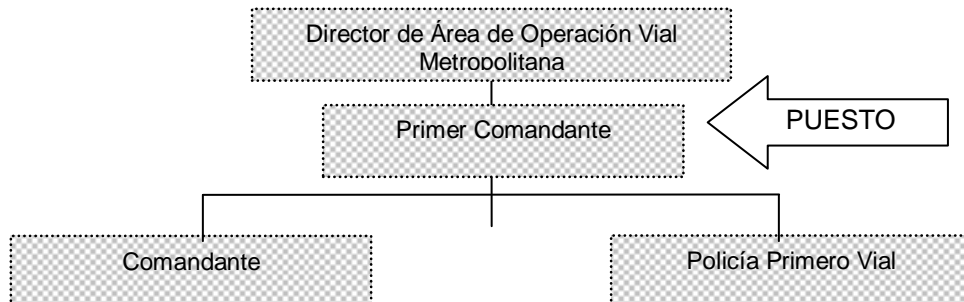 Director de Área de Operación Vial
Metropolitana
Primer Comandante
PUESTO
Comandante
Policía Primero Vial